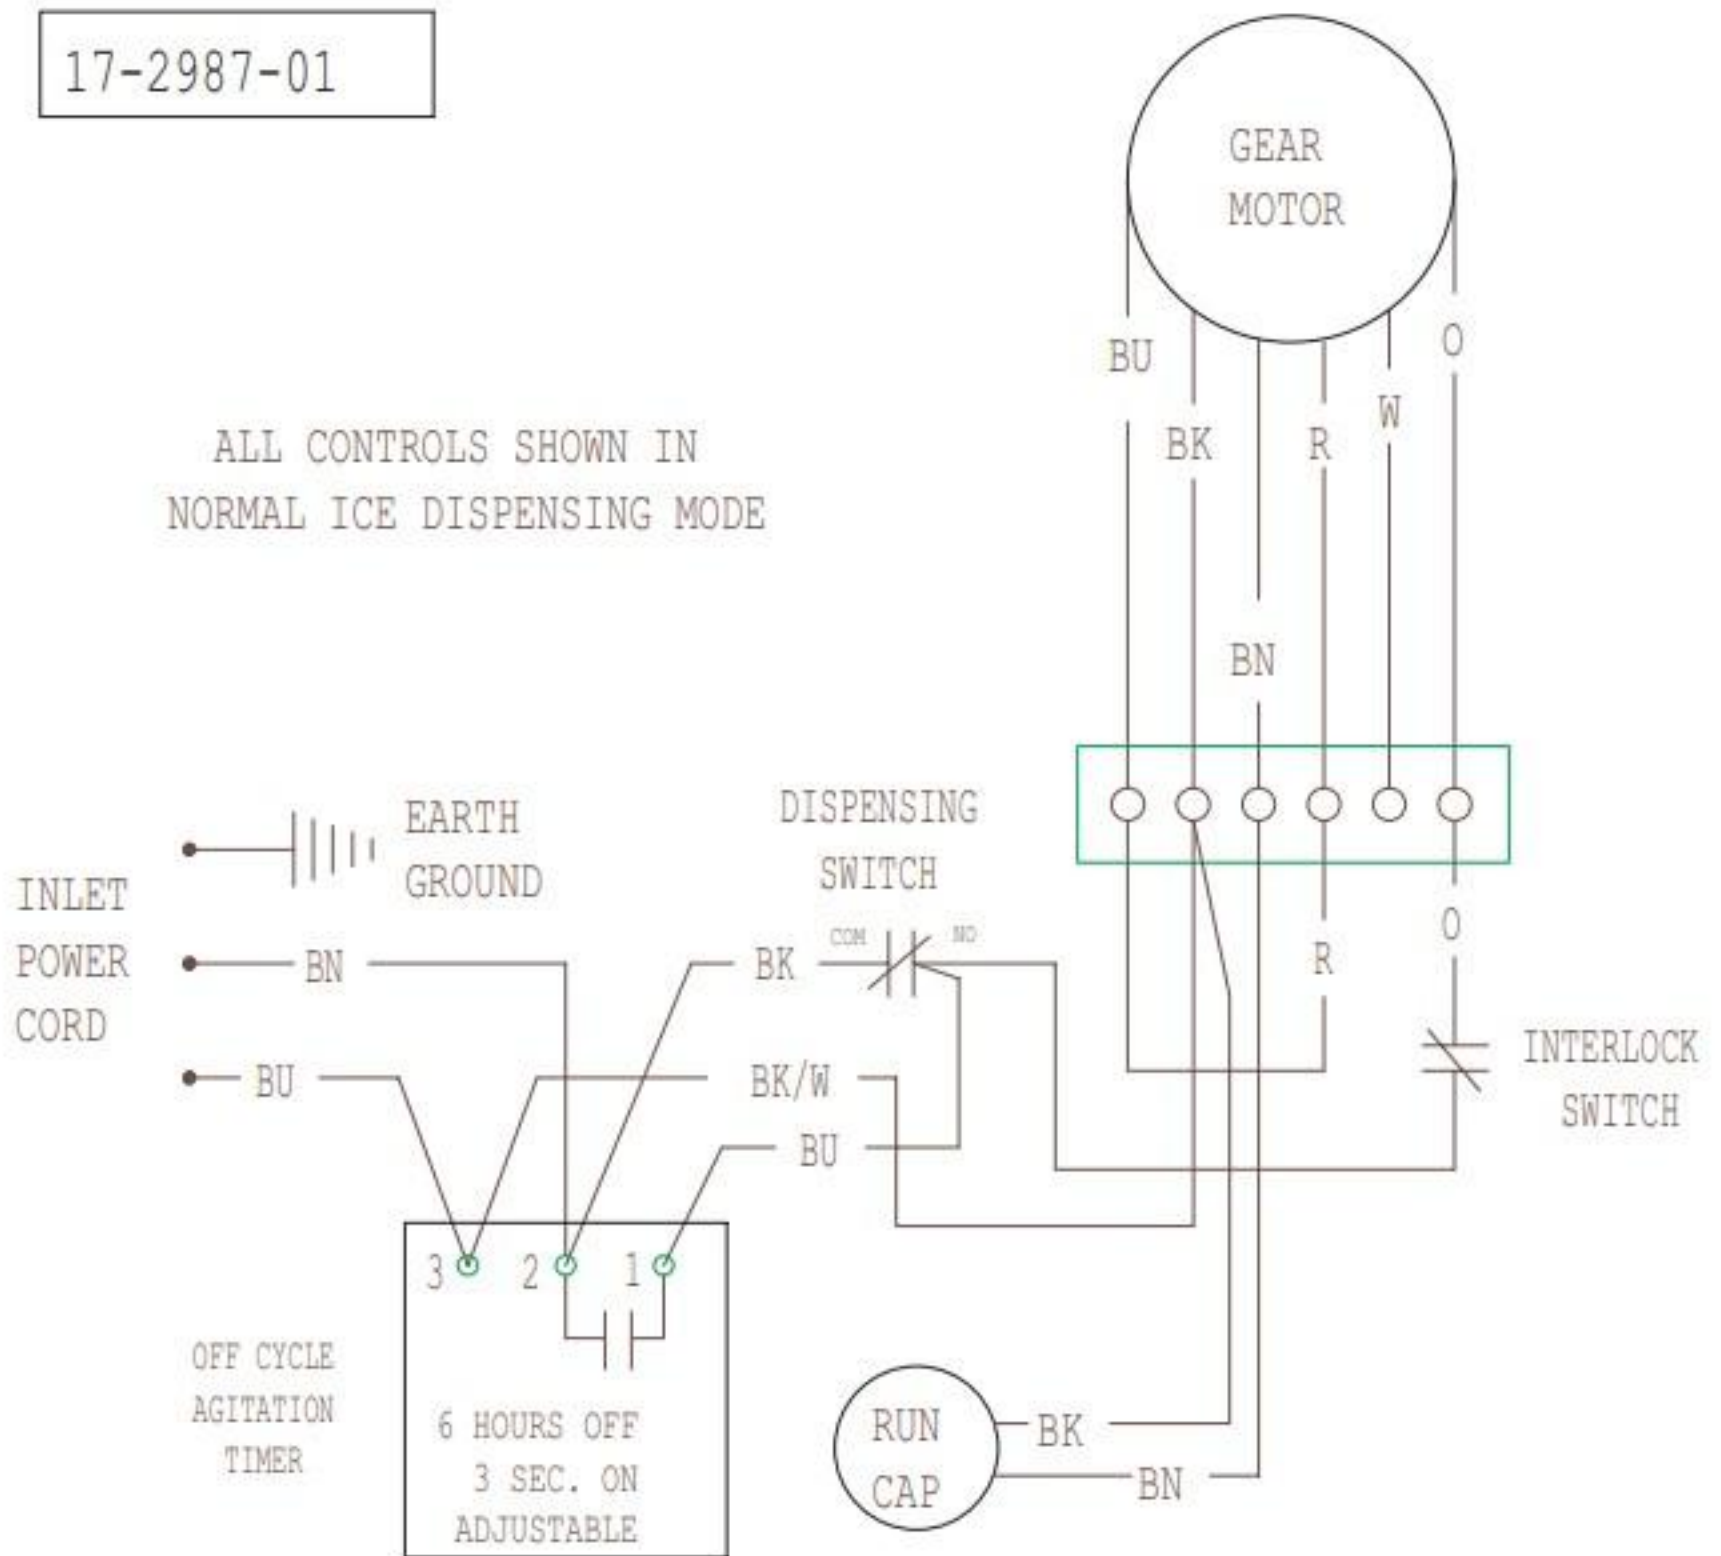 17-2987-01
GEAR
MOTOR
BU
BK
BN
R
W
O
ALL CONTROLS SHOWN IN
NORMAL ICE DISPENSING MODE
EARTH
GROUND
INLET
POWER
CORD
BN
BU
DISPENSING
SWITCH
COM
NO
BK
BK/W
BU
R
O
INTERLOCK
SWITCH
3
2
1
OFF CYCLE
AGITATION
TIMER
6 HOURS OFF
3 SEC. ON
ADJUSTABLE
RUN
CAP
BK
BN